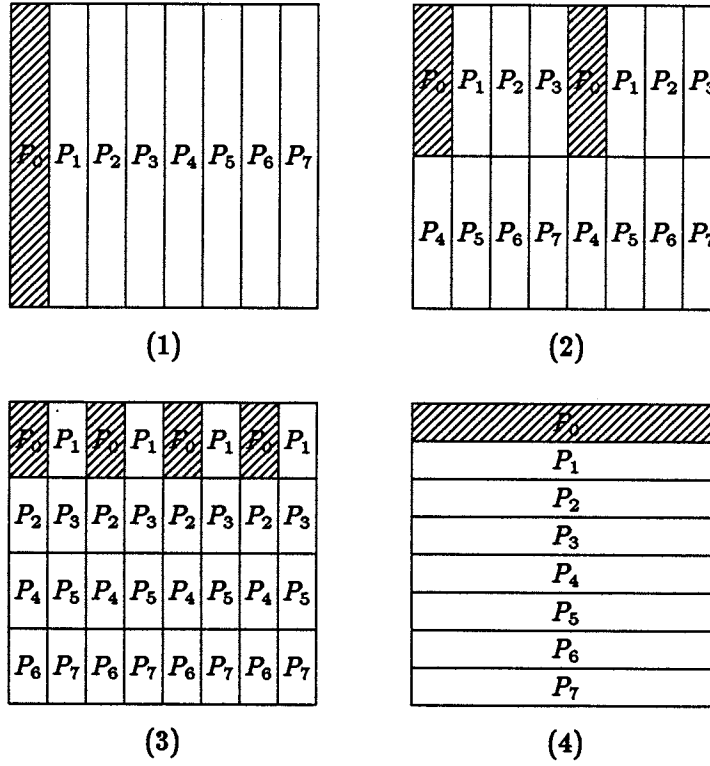 P₀ P₁ P₂ P₃ P₄ P₅ P₆ P₇
(1)
P₀ P₁ P₂ P₃ P₀ P₁ P₂ P₃
P₄ P₅ P₆ P₇ P₄ P₅ P₆ P₇
(2)
P₀ P₁ P₀ P₁ P₀ P₁ P₀ P₁
P₂ P₃ P₂ P₃ P₂ P₃ P₂ P₃
P₄ P₅ P₄ P₅ P₄ P₅ P₄ P₅
P₆ P₇ P₆ P₇ P₆ P₇ P₆ P₇
(3)
P₀
P₁
P₂
P₃
P₄
P₅
P₆
P₇
(4)